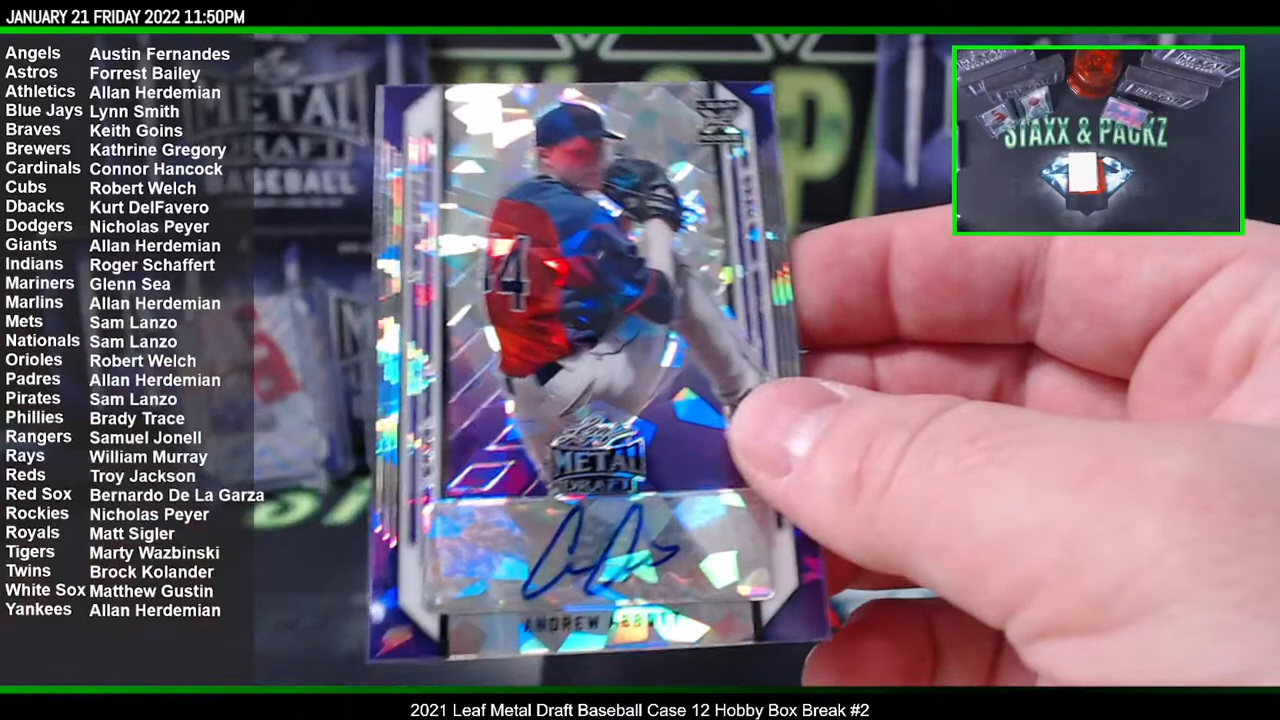 JANUARY 21 FRIDAY 2022 11:50PM
Angels Austin Fernandes
Astros Forrest Bailey
Athletics Allan Herdemian
Blue Jays Lynn Smith
Braves Keith Goins
Brewers Kathrine Gregory
Cardinals Connor Hancock
Cubs Robert Welch
Dbacks Kurt DelFavero
Dodgers Nicholas Peyer
Giants Allan Herdemian
Indians Roger Schaffert
Mariners Glenn Sea
Marlins Allan Herdemian
Mets Sam Lanzo
Nationals Sam Lanzo
Orioles Robert Welch
Padres Allan Herdemian
Pirates Sam Lanzo
Phillies Brady Trace
Rangers Samuel Jonell
Rays William Murray
Reds Troy Jackson
Red Sox Bernardo De La Garza
Rockies Nicholas Peyer
Royals Matt Sigler
Tigers Marty Wazbinski
Twins Brock Kolander
White Sox Matthew Gustin
Yankees Allan Herdemian
METAL
DRAFT
BASEBALL
44
Leaf
METAL
DRAFT
ANDREW ABBOTT
STAXX & PACKZ
2021 Leaf Metal Draft Baseball Case 12 Hobby Box Break #2